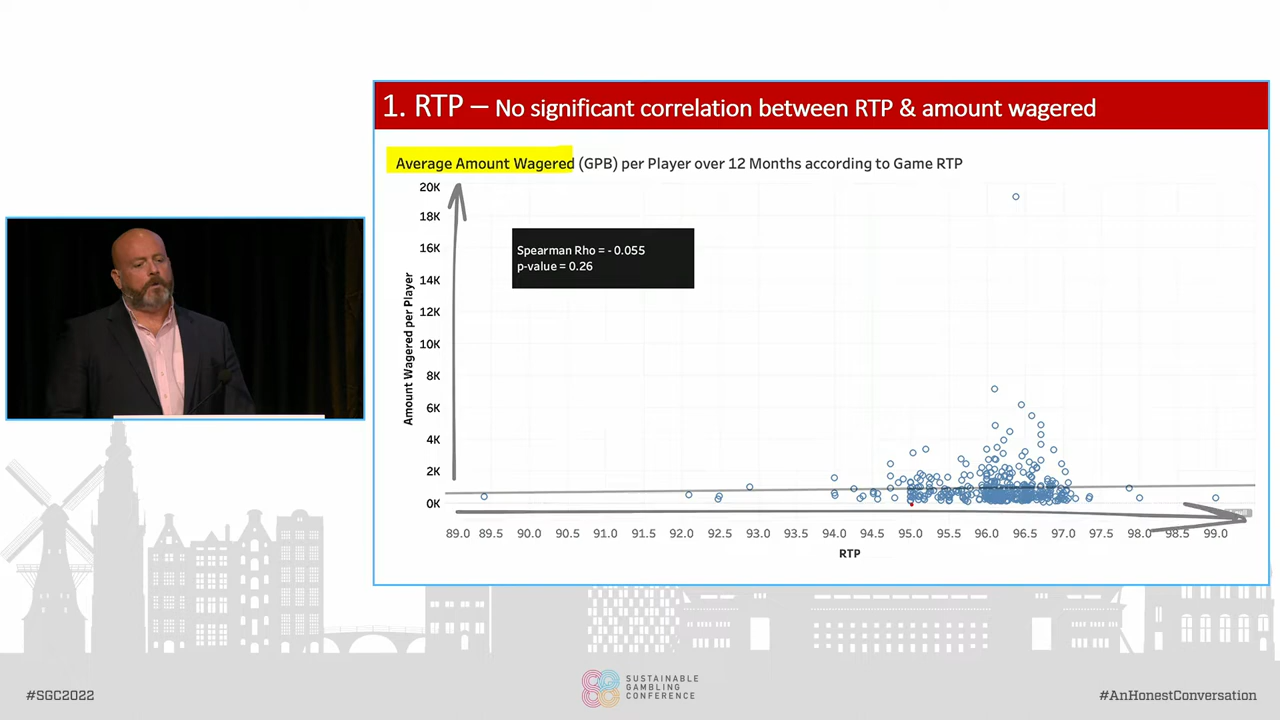 1. RTP – No significant correlation between RTP & amount wagered
Average Amount Wagered (GPB) per Player over 12 Months according to Game RTP
20K
18K
16K
14K
12K
10K
8K
6K
4K
2K
0K
Amount Wagered per Player
Spearman Rho = - 0.055
p-value = 0.26
89.0 89.5 90.0 90.5 91.0 91.5 92.0 92.5 93.0 93.5 94.0 94.5 95.0 95.5 96.0 96.5 97.0 97.5 98.0 98.5 99.0
RTP
#SGC2022
SUSTAINABLE
GAMBLING
CONFERENCE
#AnHonestConversation